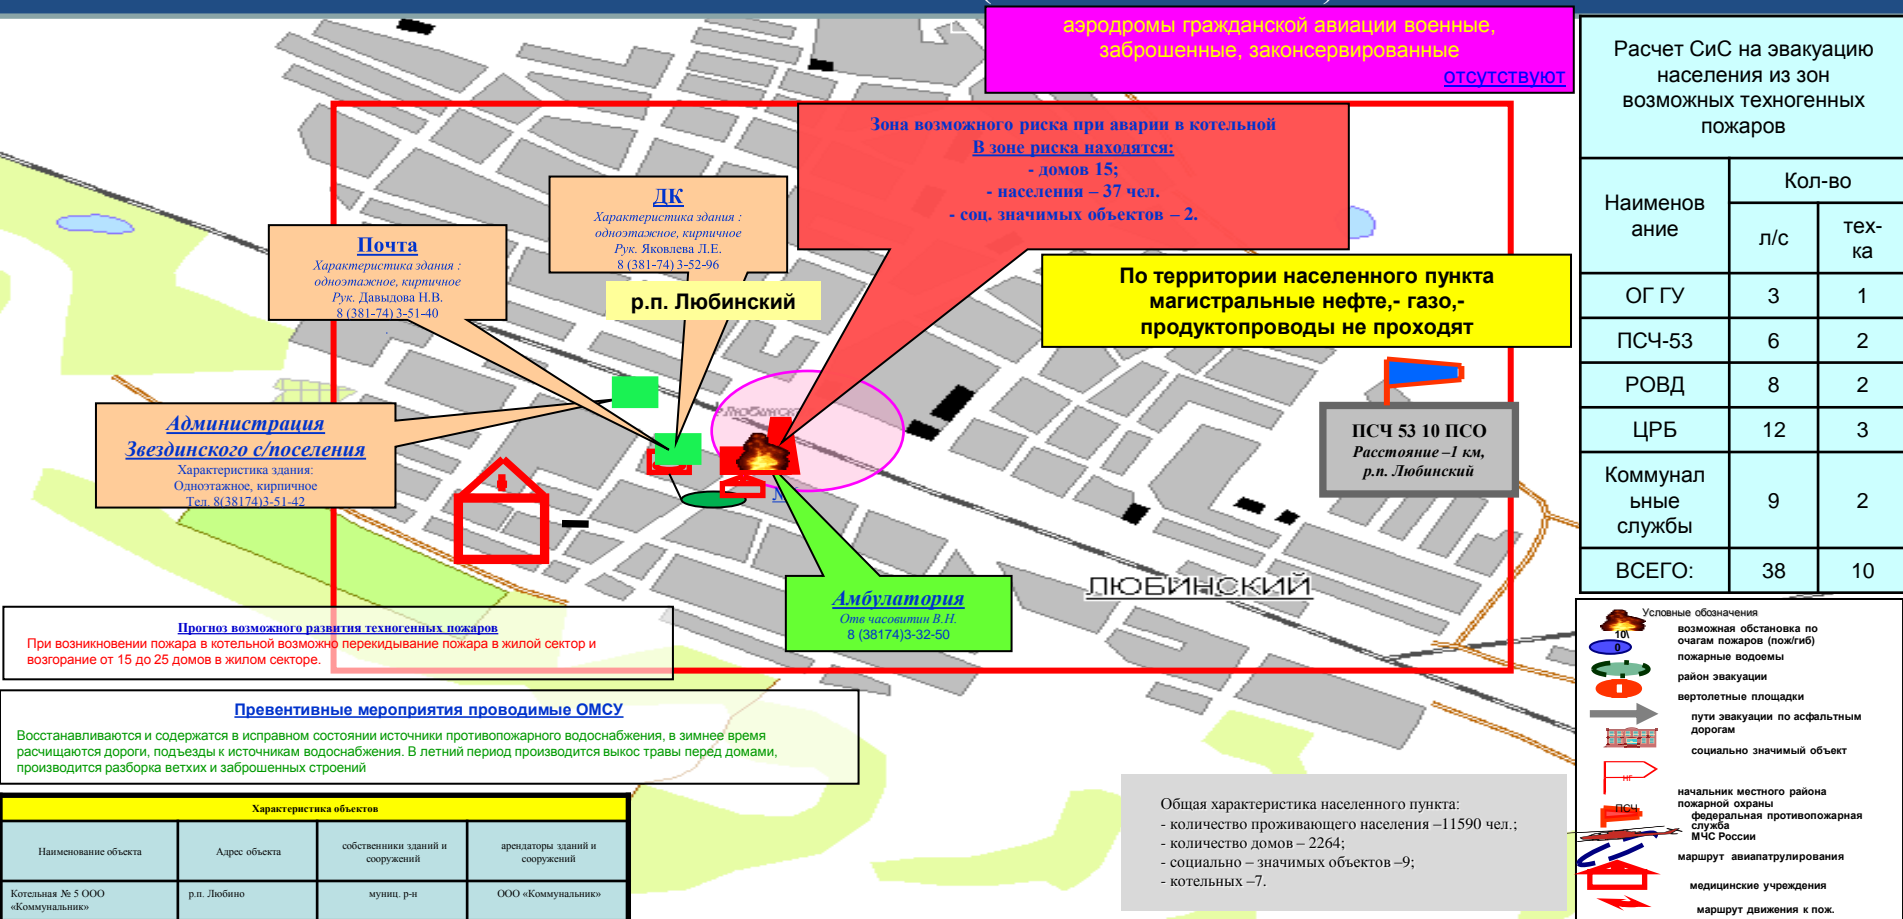 аэродромы гражданской авиации военные,
заброшенные, законсервированные
отсутствуют
Расчет СиС на эвакуацию
населения из зон
возможных техногенных
пожаров
Наименов
ание
Кол-во
л/с
тех-
ка
ОГ ГУ 3 1
ПСЧ-53 6 2
РОВД 8 2
ЦРБ 12 3
Коммунал
ьные
службы
9 2
ВСЕГО: 38 10
Зона возможного риска при аварии в котельной
В зоне риска находятся:
- домов 15;
- населения – 37 чел.
- соц. значимых объектов – 2.
ДК
Характеристика здания :
одноэтажное, кирпичное
Рук. Яковлева Л.Е.
8 (381-74) 3-52-96
Почта
Характеристика здания :
одноэтажное, кирпичное
Рук. Давыдова Н.В.
8 (381-74) 3-51-40
.
р.п. Любинский
По территории населенного пункта
магистральные нефте,- газо,-
продуктопроводы не проходят
Администрация
Звездинского с/поселения
Характеристика здания:
Одноэтажное, кирпичное
Тел. 8(38174)3-51-42
ПСЧ 53 10 ПСО
Расстояние –1 км,
р.п. Любинский
ЛЮБИНСКИЙ
Амбулатория
Отв часовитин В.Н.
8 (38174)3-32-50
Прогноз возможного развития техногенных пожаров
При возникновении пожара в котельной возможно перекидывание пожара в жилой сектор и
возгорание от 15 до 25 домов в жилом секторе.
Превентивные мероприятия проводимые ОМСУ
Восстанавливаются и содержатся в исправном состоянии источники противопожарного водоснабжения, в зимнее время
расчищаются дороги, подъезды к источникам водоснабжения. В летний период производится выкос травы перед домами,
производится разборка ветхих и заброшенных строений
Характеристика объектов
Наименование объекта
Адрес объекта
собственники зданий и
сооружений
арендаторы зданий и
сооружений
Котельная № 5 ООО
«Коммунальник»
р.п. Любино
муниц. р-н
ООО «Коммунальник»
Общая характеристика населенного пункта:
- количество проживающего населения –11590 чел.;
- количество домов – 2264;
- социально – значимых объектов –9;
- котельных –7.
Условные обозначения
10\
0
возможная обстановка по
очагам пожаров (пож/гиб)
пожарные водоемы
район эвакуации
вертолетные площадки
пути эвакуации по асфальтным
дорогам
социально значимый объект
НГ
начальник местного района
пожарной охраны
ПСЧ
федеральная противопожарная
служба
МЧС России
маршрут авиапатрулирования
медицинские учреждения
маршрут движения к пож.